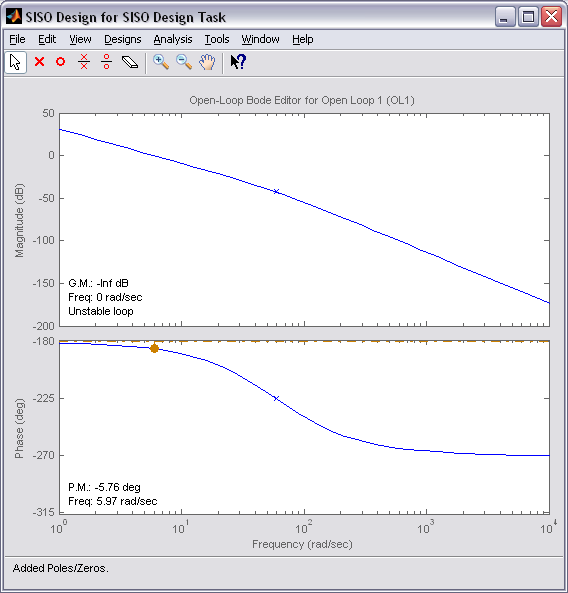 SISO Design for SISO Design Task
File Edit View Designs Analysis Tools Window Help
Open-Loop Bode Editor for Open Loop 1 (OL1)
50
0
-50
-100
-150
-200
Magnitude (dB)
G.M.: -Inf dB
Freq: 0 rad/sec
Unstable loop
-180
-225
-270
-315
Phase (deg)
P.M.: -5.76 deg
Freq: 5.97 rad/sec
10^0 10^1 10^2 10^3 10^4
Frequency (rad/sec)
Added Poles/Zeros.